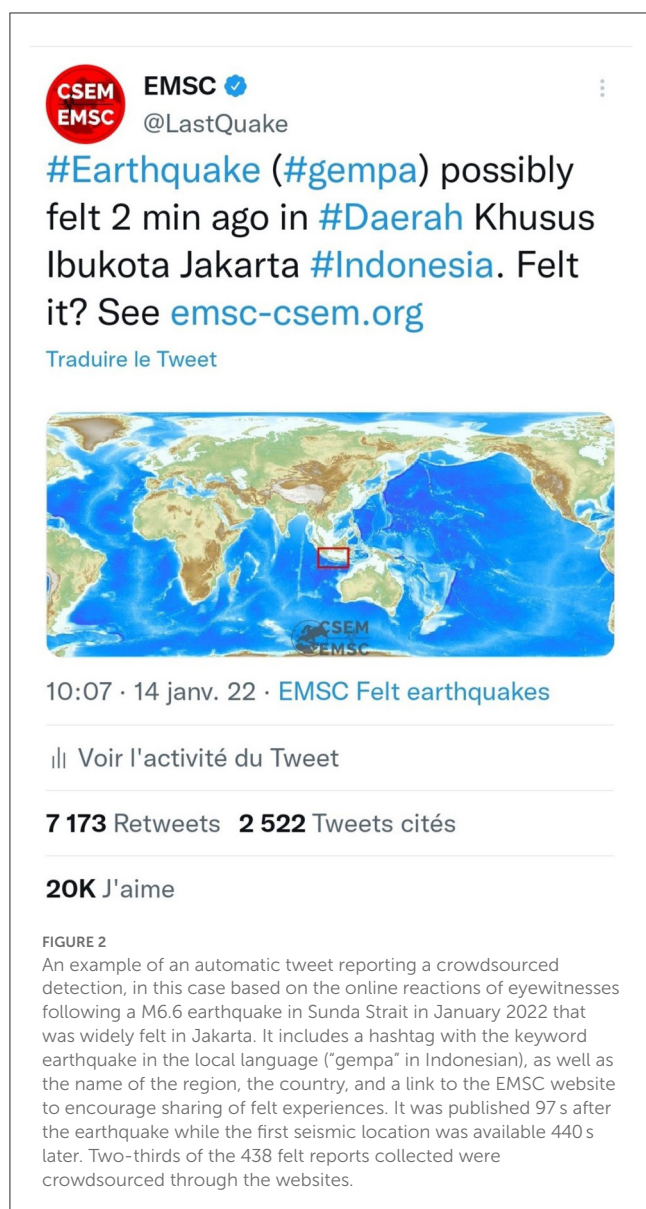 CSEM
EMSC
EMSC
@LastQuake
#Earthquake (#gempa) possibly
felt 2 min ago in #Daerah Khusus
Ibukota Jakarta #Indonesia. Felt
it? See emsc-csem.org
Traduire le Tweet
CSEM
EMSC
10:07 · 14 janv. 22 · EMSC Felt earthquakes
Voir l'activité du Tweet
7 173 Retweets 2 522 Tweets cités
20K J'aime
FIGURE 2
An example of an automatic tweet reporting a crowdsourced
detection, in this case based on the online reactions of eyewitnesses
following a M6.6 earthquake in Sunda Strait in January 2022 that
was widely felt in Jakarta. It includes a hashtag with the keyword
earthquake in the local language (“gempa” in Indonesian), as well as
the name of the region, the country, and a link to the EMSC website
to encourage sharing of felt experiences. It was published 97 s after
the earthquake while the first seismic location was available 440 s
later. Two-thirds of the 438 felt reports collected were
crowdsourced through the websites.